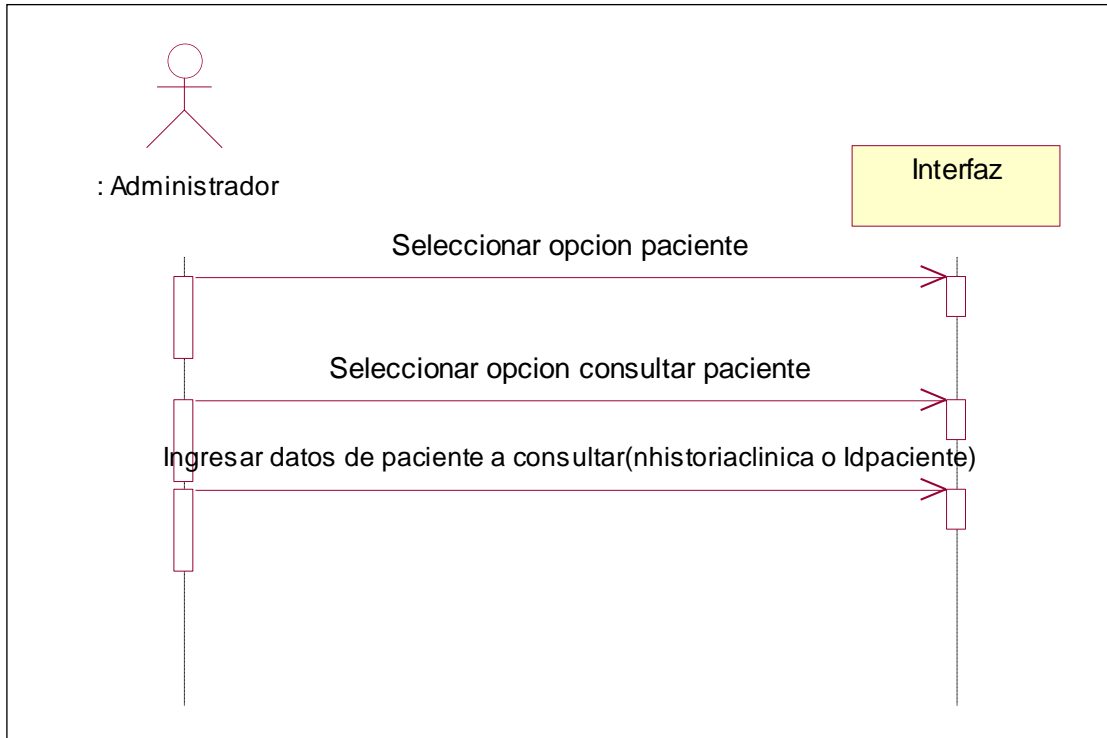 : Administrador
Interfaz
Seleccionar opcion paciente
Seleccionar opcion consultar paciente
Ingresar datos de paciente a consultar(nhistoriaclinica o Idpaciente)